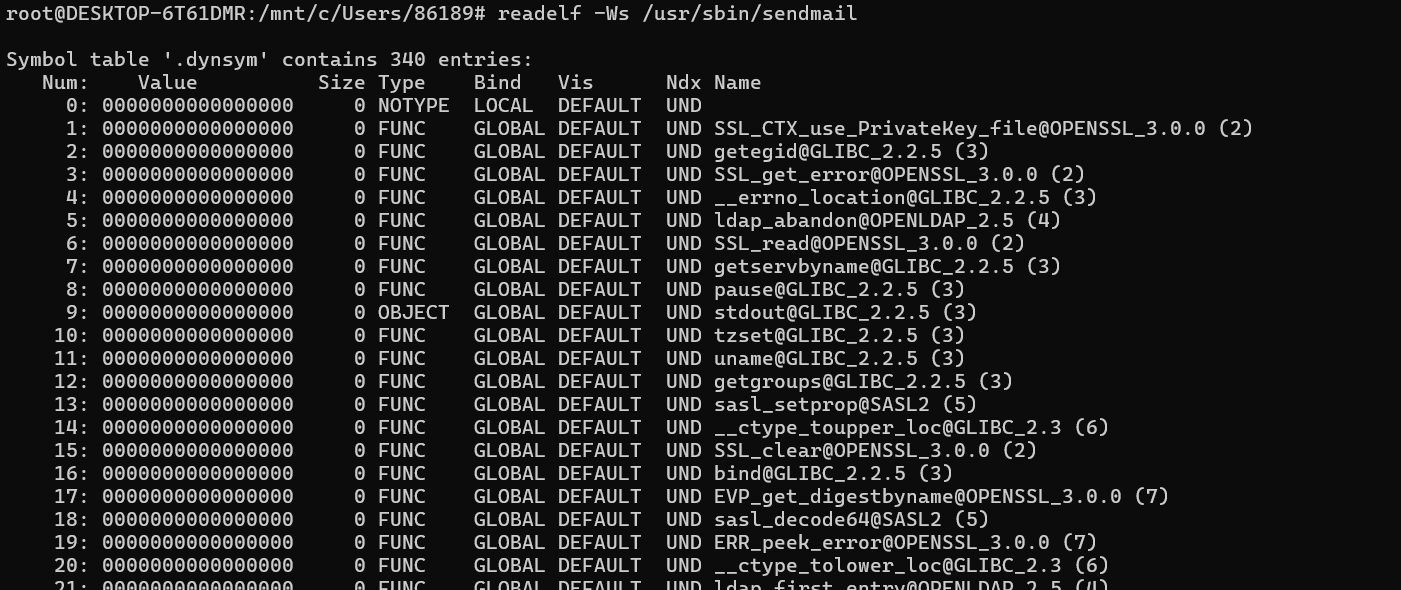 root@DESKTOP-6T61DMR:/mnt/c/Users/86189# readelf -Ws /usr/sbin/sendmail
Symbol table '.dynsym' contains 340 entries:
Num: Value Size Type Bind Vis Ndx Name
0: 0000000000000000 0 NOTYPE LOCAL DEFAULT UND
1: 0000000000000000 0 FUNC GLOBAL DEFAULT UND SSL_CTX_use_PrivateKey_file@OPENSSL_3.0.0 (2)
2: 0000000000000000 0 FUNC GLOBAL DEFAULT UND getegid@GLIBC_2.2.5 (3)
3: 0000000000000000 0 FUNC GLOBAL DEFAULT UND SSL_get_error@OPENSSL_3.0.0 (2)
4: 0000000000000000 0 FUNC GLOBAL DEFAULT UND __errno_location@GLIBC_2.2.5 (3)
5: 0000000000000000 0 FUNC GLOBAL DEFAULT UND ldap_abandon@OPENLDAP_2.5 (4)
6: 0000000000000000 0 FUNC GLOBAL DEFAULT UND SSL_read@OPENSSL_3.0.0 (2)
7: 0000000000000000 0 FUNC GLOBAL DEFAULT UND getservbyname@GLIBC_2.2.5 (3)
8: 0000000000000000 0 FUNC GLOBAL DEFAULT UND pause@GLIBC_2.2.5 (3)
9: 0000000000000000 0 OBJECT GLOBAL DEFAULT UND stdout@GLIBC_2.2.5 (3)
10: 0000000000000000 0 FUNC GLOBAL DEFAULT UND tzset@GLIBC_2.2.5 (3)
11: 0000000000000000 0 FUNC GLOBAL DEFAULT UND uname@GLIBC_2.2.5 (3)
12: 0000000000000000 0 FUNC GLOBAL DEFAULT UND getgroups@GLIBC_2.2.5 (3)
13: 0000000000000000 0 FUNC GLOBAL DEFAULT UND sasl_setprop@SASL2 (5)
14: 0000000000000000 0 FUNC GLOBAL DEFAULT UND __ctype_toupper_loc@GLIBC_2.3 (6)
15: 0000000000000000 0 FUNC GLOBAL DEFAULT UND SSL_clear@OPENSSL_3.0.0 (2)
16: 0000000000000000 0 FUNC GLOBAL DEFAULT UND bind@GLIBC_2.2.5 (3)
17: 0000000000000000 0 FUNC GLOBAL DEFAULT UND EVP_get_digestbyname@OPENSSL_3.0.0 (7)
18: 0000000000000000 0 FUNC GLOBAL DEFAULT UND sasl_decode64@SASL2 (5)
19: 0000000000000000 0 FUNC GLOBAL DEFAULT UND ERR_peek_error@OPENSSL_3.0.0 (7)
20: 0000000000000000 0 FUNC GLOBAL DEFAULT UND __ctype_tolower_loc@GLIBC_2.3 (6)
21: 0000000000000000 0 FUNC GLOBAL DEFAULT UND ldap_first_entry@OPENLDAP_2.5 (4)